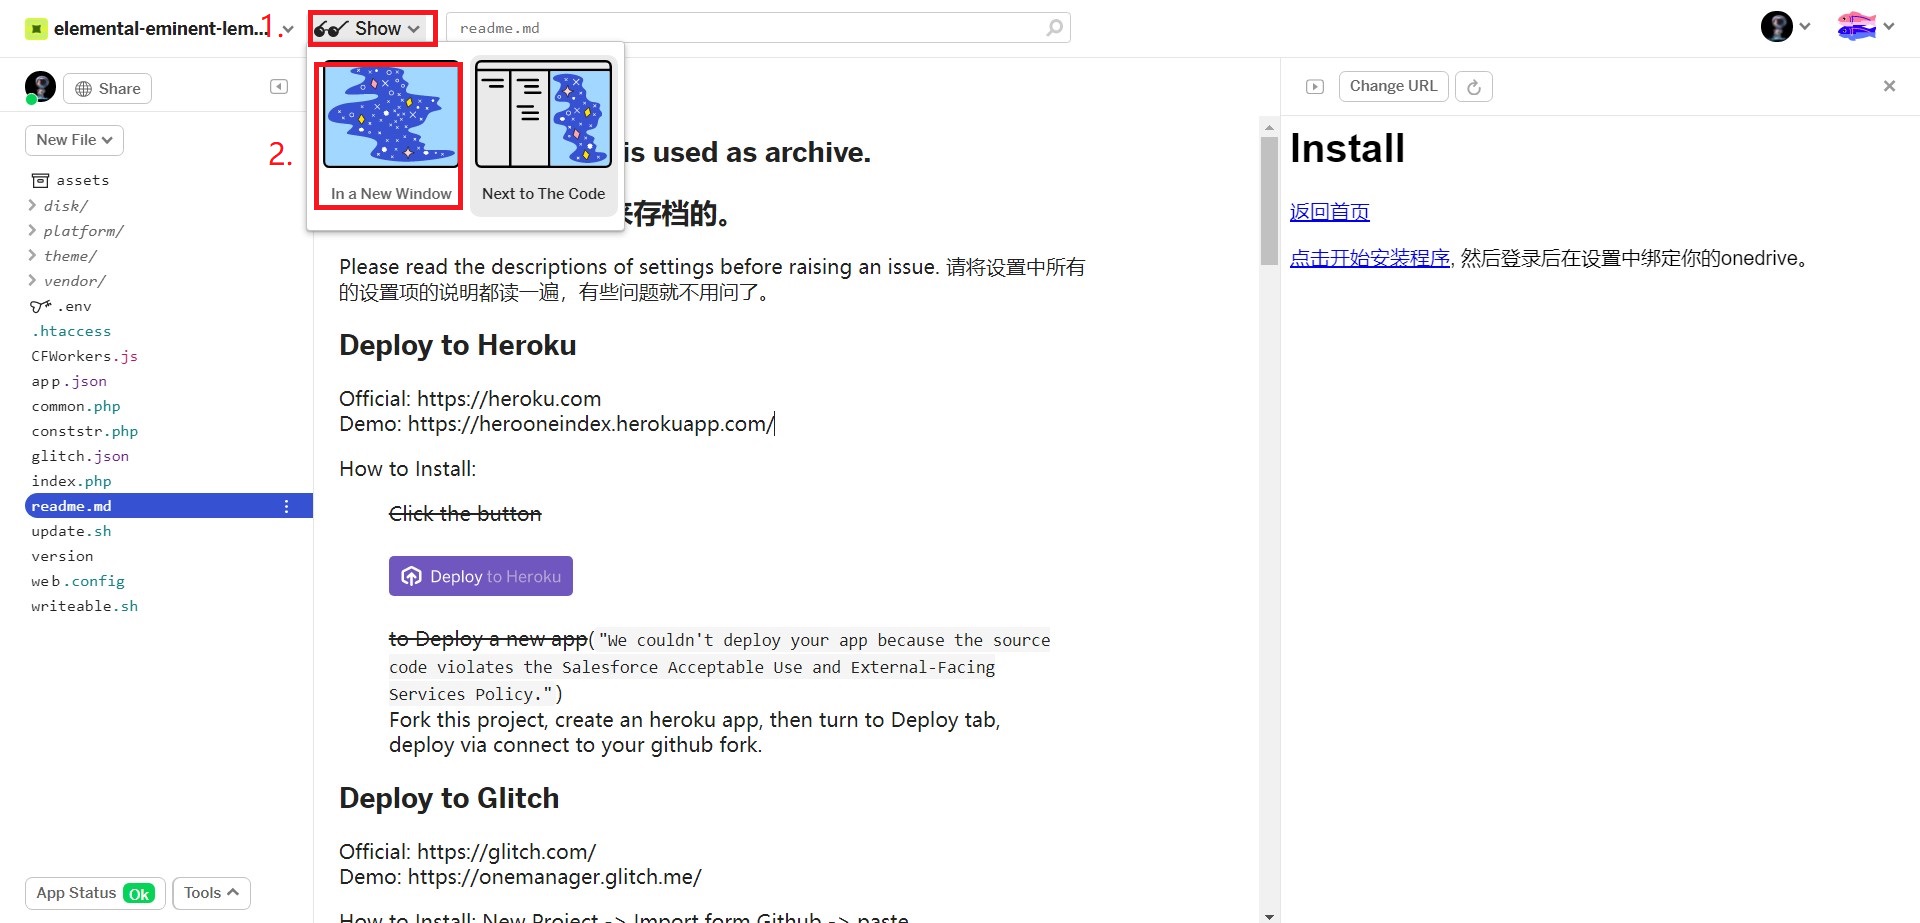 elemental-eminent-lem...
1.
Show
readme.md
Share
Change URL
New File
2.
In a New Window
Next to The Code
is used as archive.
来存档的。
Please read the descriptions of settings before raising an issue. 请将设置中所有
的设置项的说明都读一遍，有些问题就不用问了。
Deploy to Heroku
Official: https://heroku.com
Demo: https://herooneindex.herokuapp.com/
How to Install:
Click the button
Deploy to Heroku
to Deploy a new app("We couldn't deploy your app because the source
code violates the Salesforce Acceptable Use and External-Facing
Services Policy.")
Fork this project, create an heroku app, then turn to Deploy tab,
deploy via connect to your github fork.
Deploy to Glitch
Official: https://glitch.com/
Demo: https://onemanager.glitch.me/
How to Install: New Project -> Import form Github -> paste
assets
disk/
platform/
theme/
vendor/
.env
.htaccess
CFWorkers.js
app.json
common.php
conststr.php
glitch.json
index.php
readme.md
update.sh
version
web.config
writeable.sh
App Status Ok
Tools
Install
返回首页
点击开始安装程序, 然后登录后在设置中绑定你的onedrive。